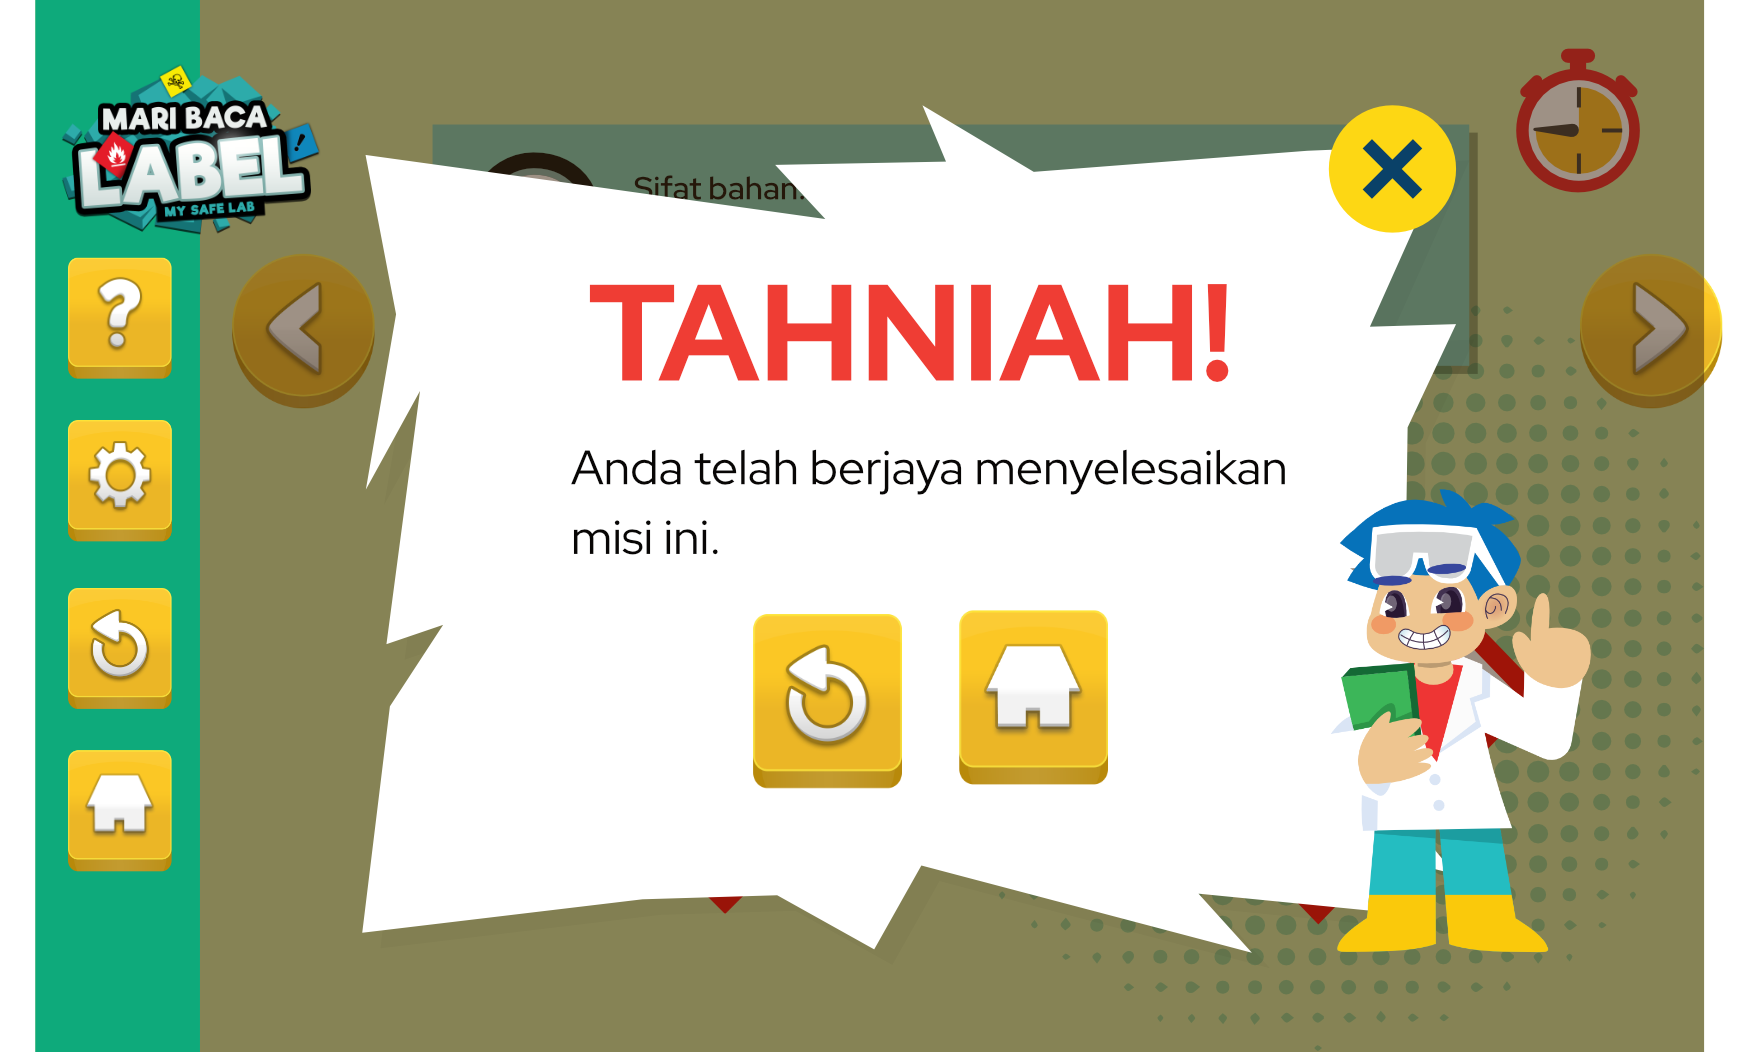 MARI BACA
LABEL
MY SAFE LAB
Sifat bahan.
TAHNIAH!
Anda telah berjaya menyelesaikan
misi ini.